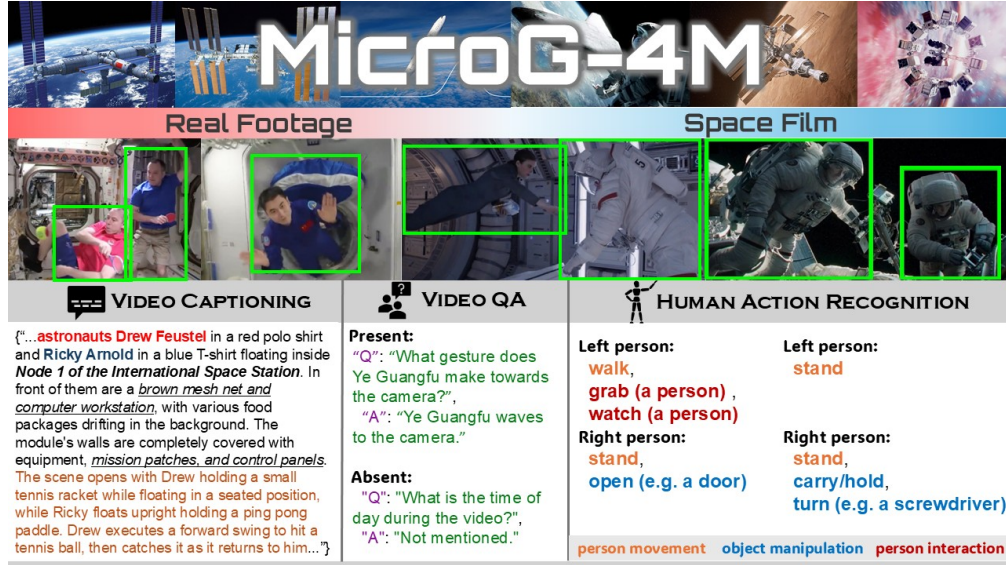 MicroG-4M
Real Footage
Space Film
VIDEO CAPTIONING
{“...astronauts Drew Feustel in a red polo shirt
and Ricky Arnold in a blue T-shirt floating inside
Node 1 of the International Space Station. In
front of them are a brown mesh net and
computer workstation, with various food
packages drifting in the background. The
module's walls are completely covered with
equipment, mission patches, and control panels.
The scene opens with Drew holding a small
tennis racket while floating in a seated position,
while Ricky floats upright holding a ping pong
paddle. Drew executes a forward swing to hit a
tennis ball, then catches it as it returns to him...”}
VIDEO QA
Present:
“Q”: “What gesture does
Ye Guangfu make towards
the camera?”,
“A”: “Ye Guangfu waves
to the camera.”
Absent:
"Q": "What is the time of
day during the video?",
"A": "Not mentioned."
HUMAN ACTION RECOGNITION
Left person:
walk,
grab (a person) ,
watch (a person)
Right person:
stand,
open (e.g. a door)
Left person:
stand
Right person:
stand,
carry/hold,
turn (e.g. a screwdriver)
person movement object manipulation person interaction